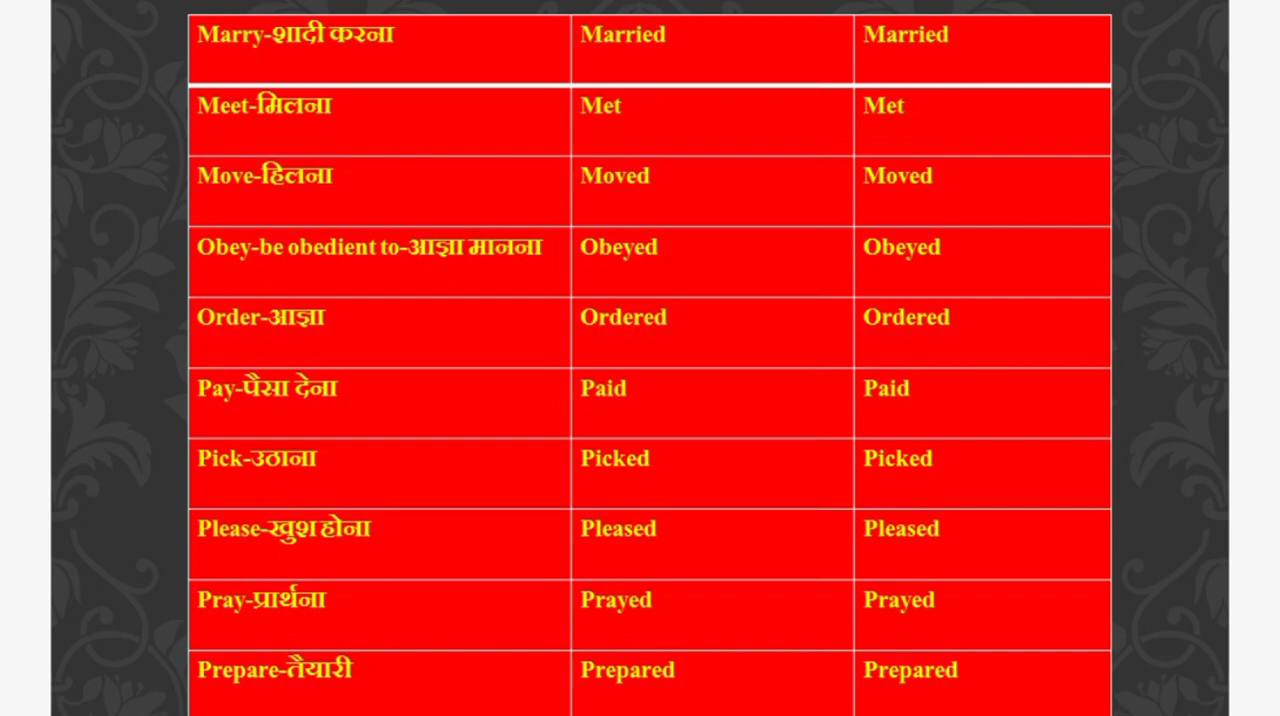 Marry-शादी करना Married Married
Meet-मिलना Met Met
Move-हिलना Moved Moved
Obey-be obedient to-आज्ञा मानना Obeyed Obeyed
Order-आज्ञा Ordered Ordered
Pay-पैसा देना Paid Paid
Pick-उठाना Picked Picked
Please-खुश होना Pleased Pleased
Pray-प्रार्थना Prayed Prayed
Prepare-तैयारी Prepared Prepared